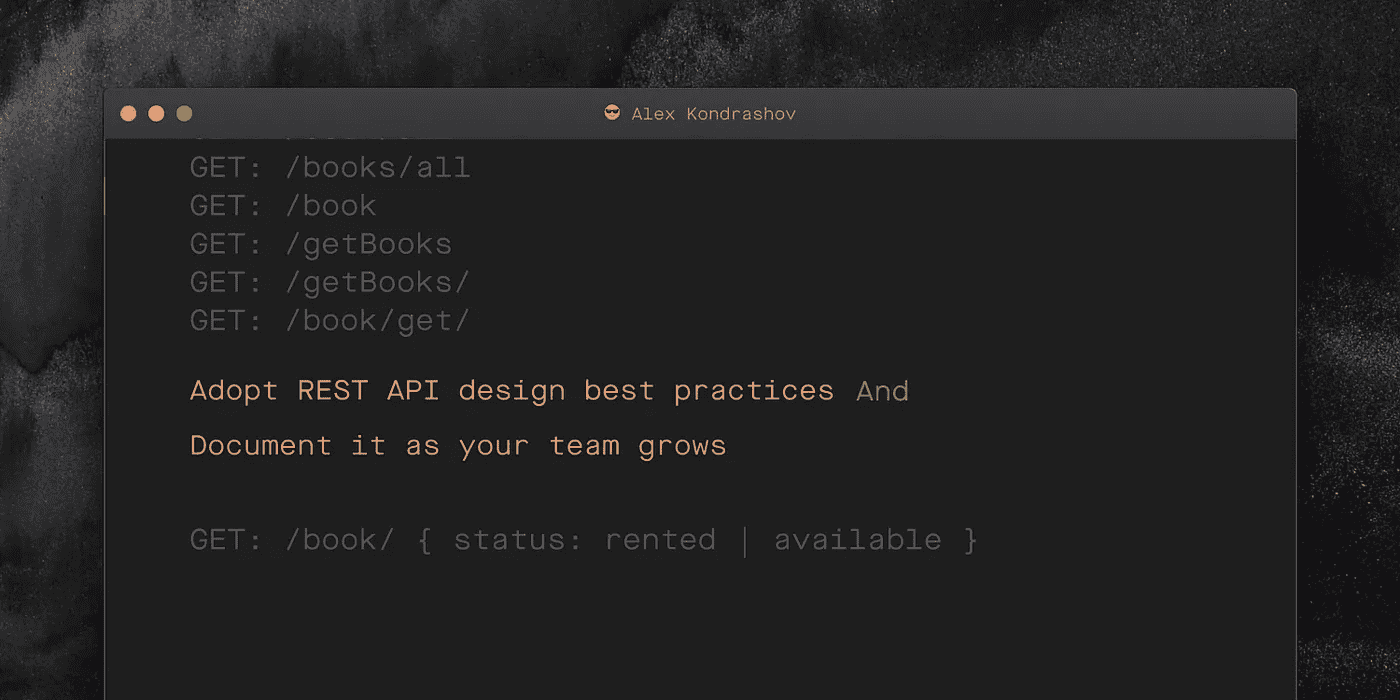 Alex Kondrashov
GET: /books/all
GET: /book
GET: /getBooks
GET: /getBooks/
GET: /book/get/
Adopt REST API design best practices And
Document it as your team grows
GET: /book/ { status: rented | available }